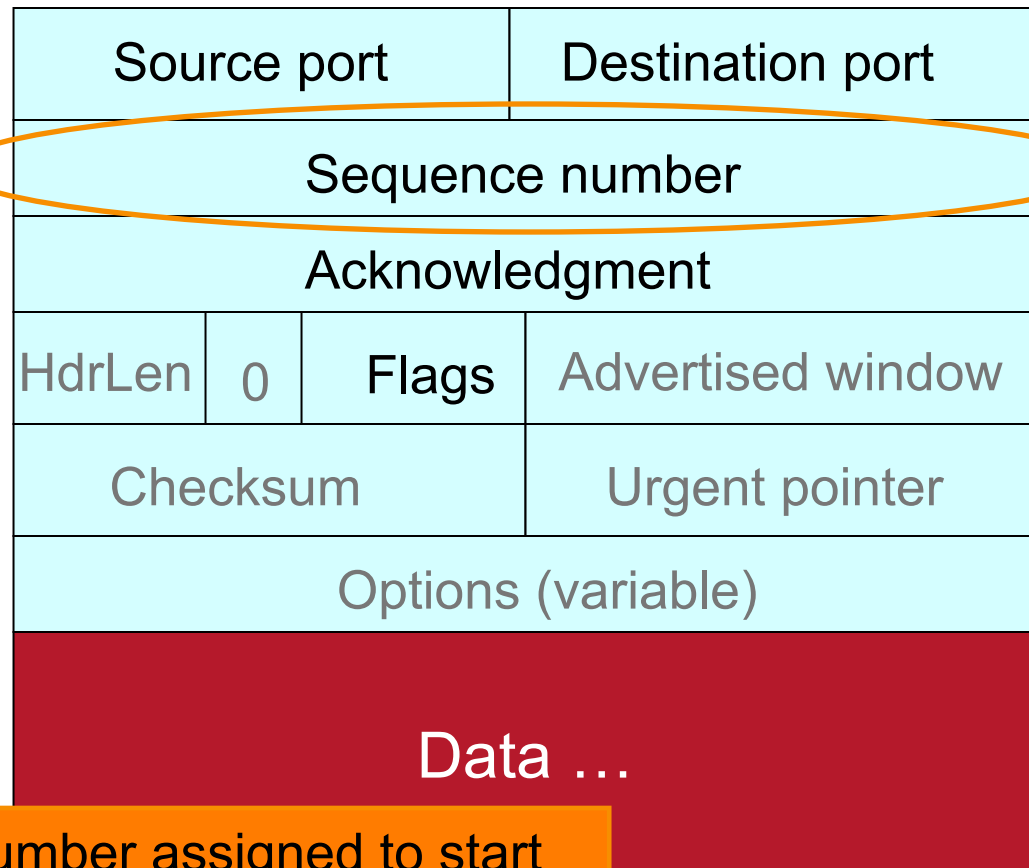 Source port Destination port
Sequence number
Acknowledgment
HdrLen 0 Flags Advertised window
Checksum Urgent pointer
Options (variable)
Data …
assigned to start